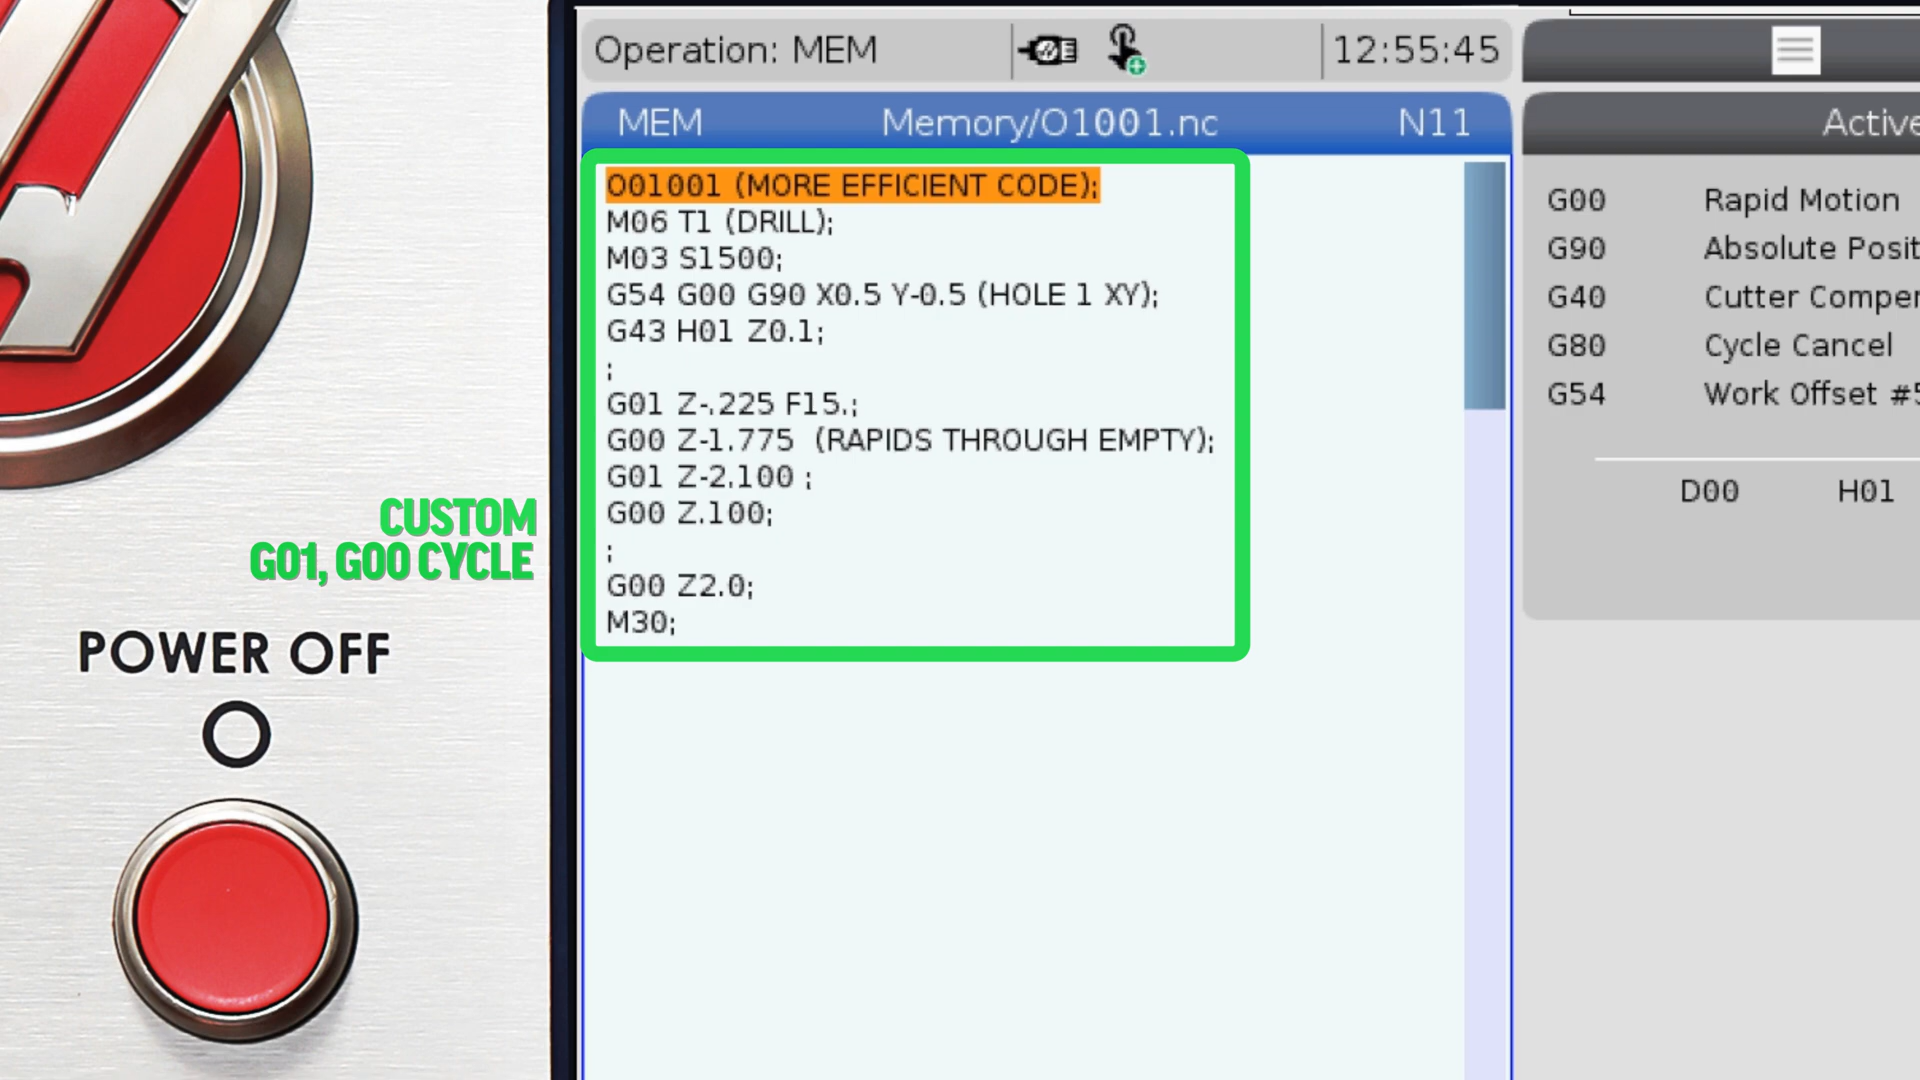 Operation: MEM
12:55:45
MEM Memory/O1001.nc N11
O01001 (MORE EFFICIENT CODE);
M06 T1 (DRILL);
M03 S1500;
G54 G00 G90 X0.5 Y-0.5 (HOLE 1 XY);
G43 H01 Z0.1;
;
G01 Z-.225 F15.;
G00 Z-1.775 (RAPIDS THROUGH EMPTY);
G01 Z-2.100 ;
G00 Z.100;
;
G00 Z2.0;
M30;
CUSTOM
G01, G00 CYCLE
POWER OFF
Active
G00 Rapid Motion
G90 Absolute Posit
G40 Cutter Comper
G80 Cycle Cancel
G54 Work Offset #5
D00 H01